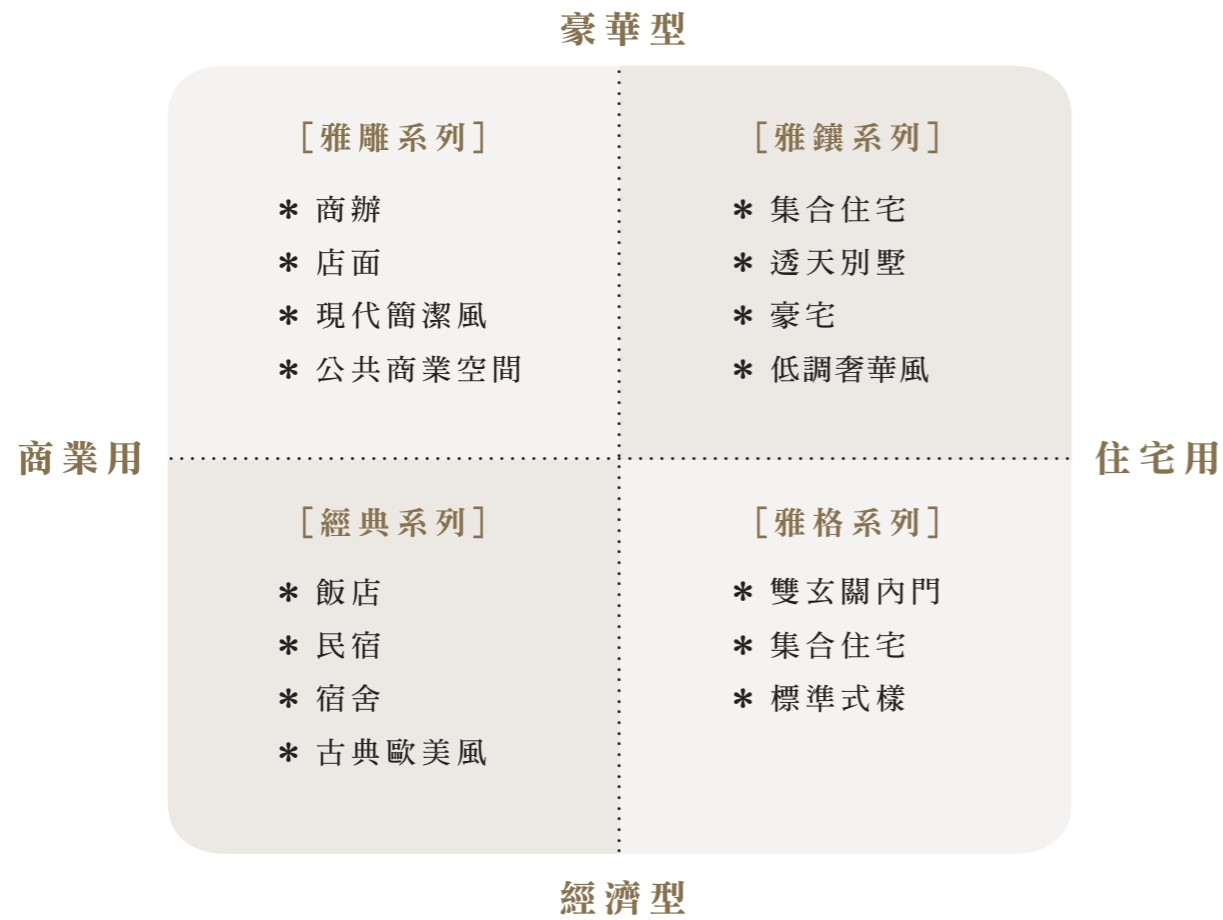 豪華型
[雅雕系列]
* 商辦
* 店面
* 現代簡潔風
* 公共商業空間
[雅鑲系列]
* 集合住宅
* 透天別墅
* 豪宅
* 低調奢華風
商業用
住宅用
[經典系列]
* 飯店
* 民宿
* 宿舍
* 古典歐美風
[雅格系列]
* 雙玄關內門
* 集合住宅
* 標準式樣
經濟型